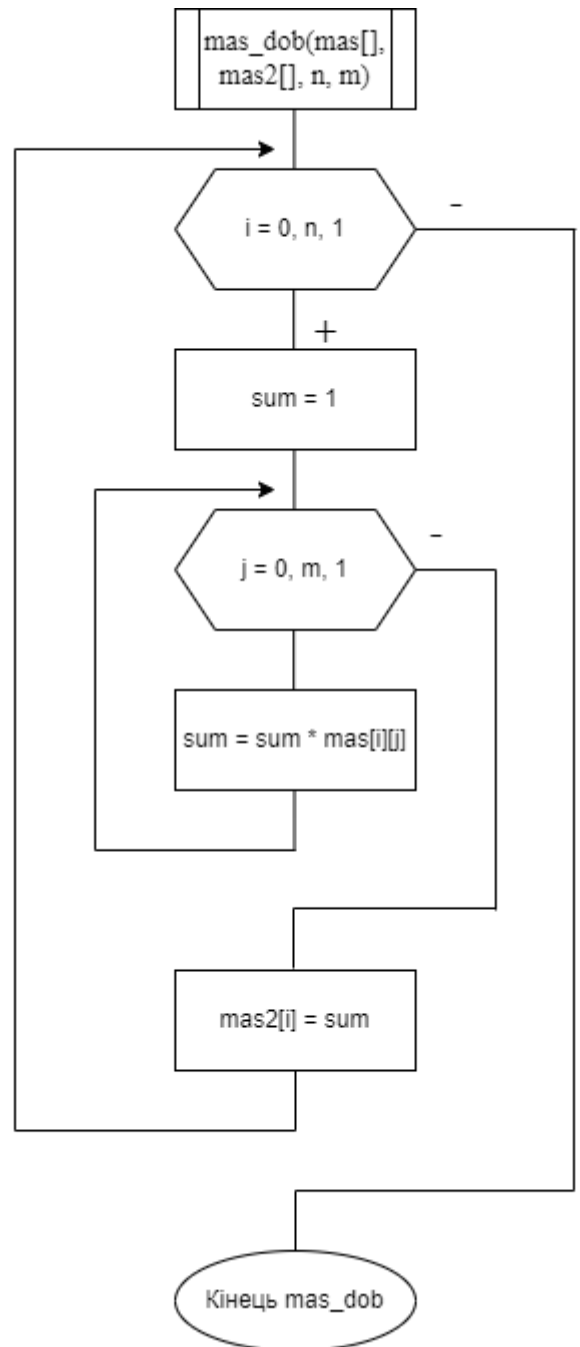 mas_dob(mas[],
mas2[], n, m)
i = 0, n, 1
-
+
sum = 1
j = 0, m, 1
-
sum = sum * mas[i][j]
mas2[i] = sum
Кінець mas_dob